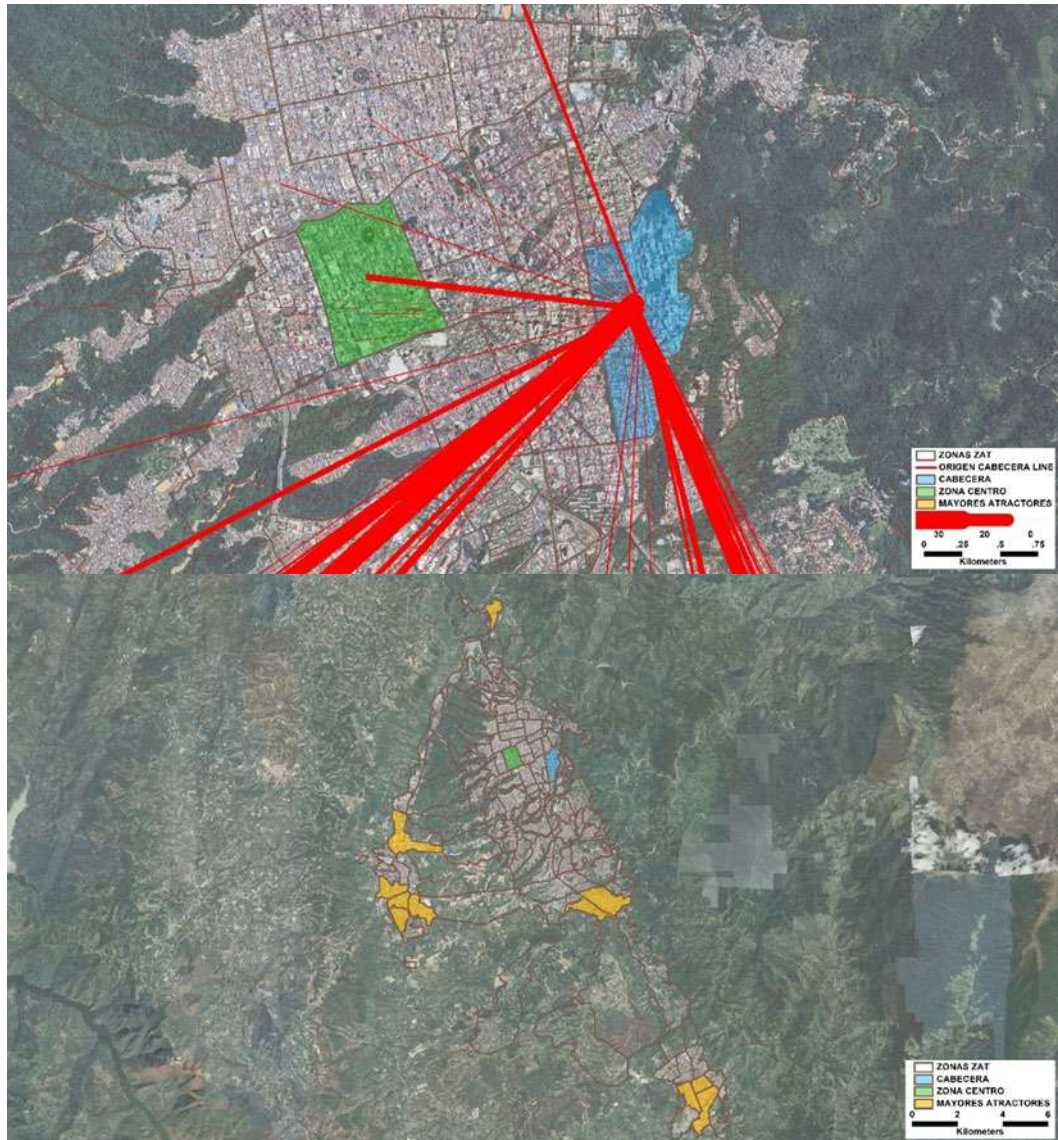 ZONAS ZAT
ORIGEN CABECERA LINE
CABECERA
ZONA CENTRO
MAYORES ATRACTORES
30 20 0
0 .25 .5 0.75
Kilometers
ZONAS ZAT
CABECERA
ZONA CENTRO
MAYORES ATRACTORES
0 2 4 6
Kilometers